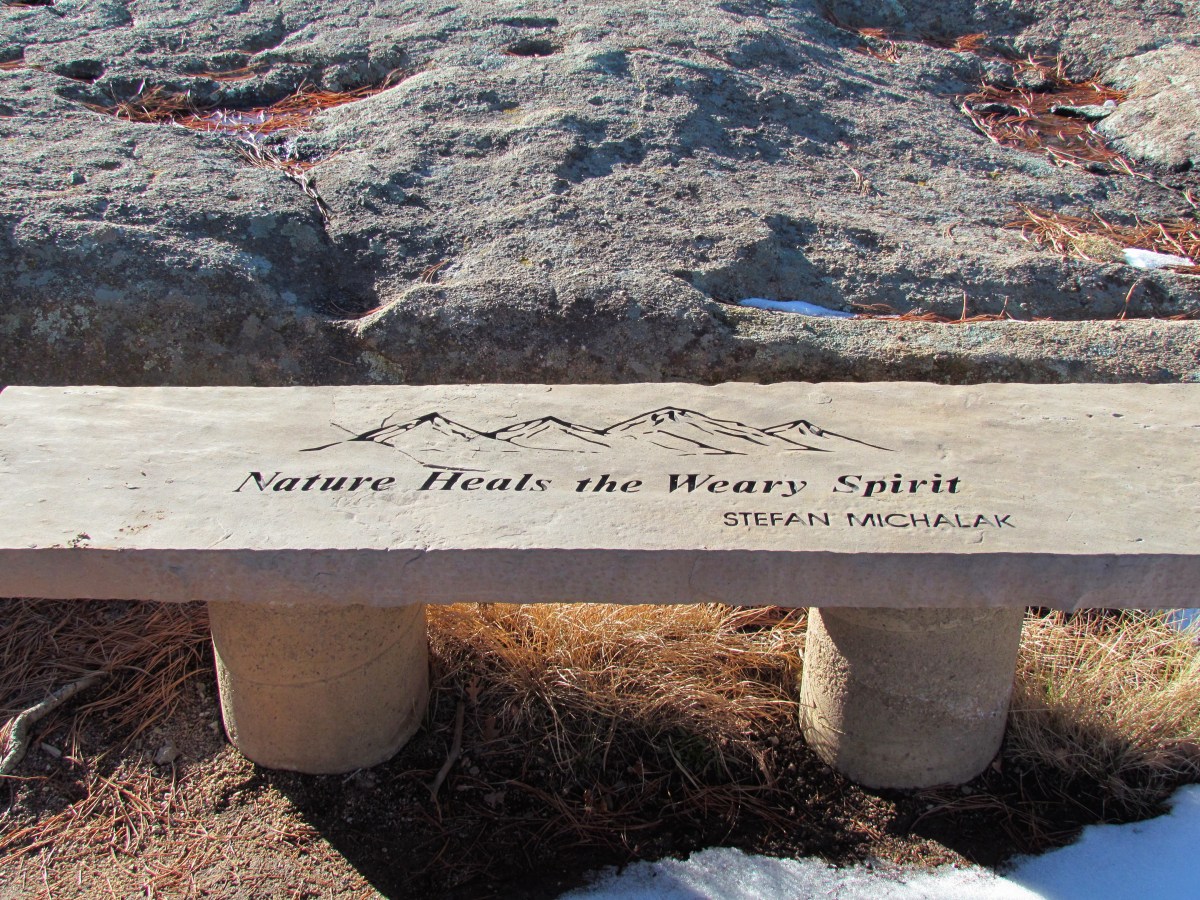 Nature Heals the Weary Spirit
STEFAN MICHALAK